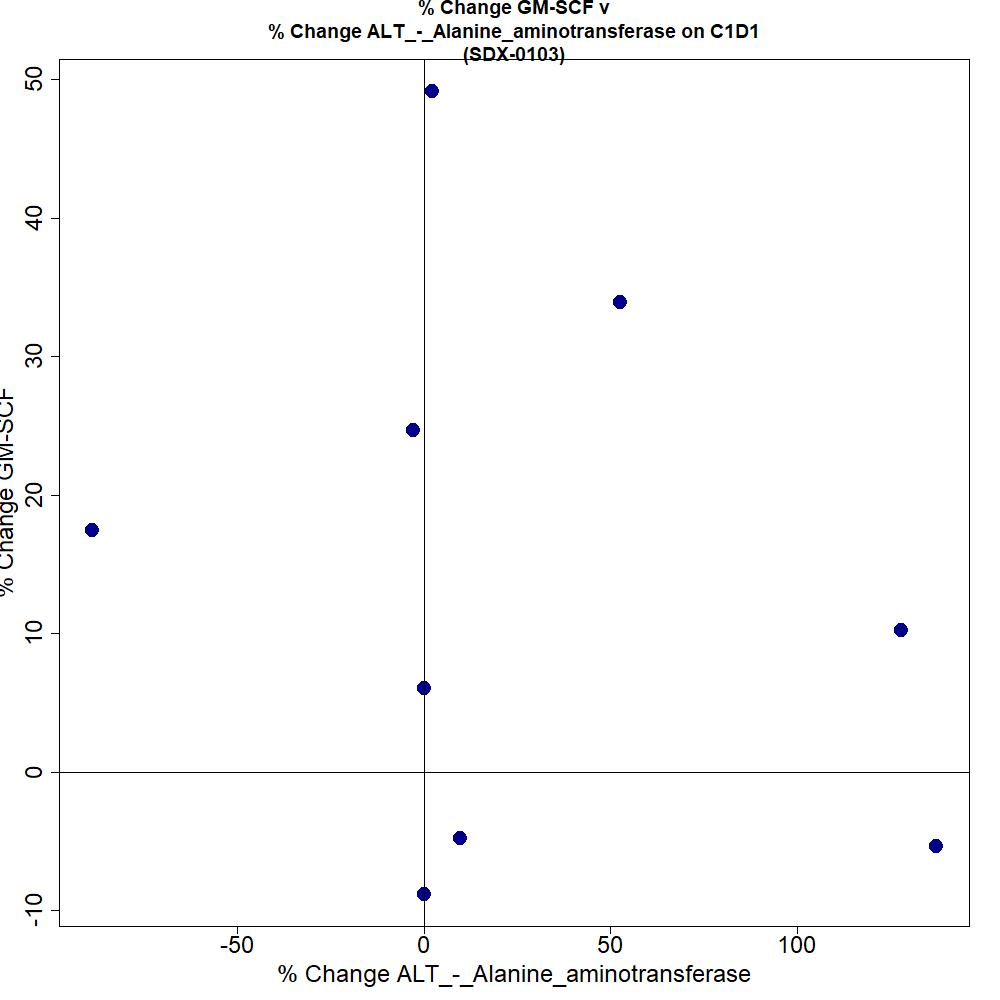 % Change GM-SCF v
% Change ALT_-_Alanine_aminotransferase on C1D1
(SDX-0103)
50
40
30
20
10
0
-10
% Change GM-SCF
-50
0
50
100
% Change ALT_-_Alanine_aminotransferase